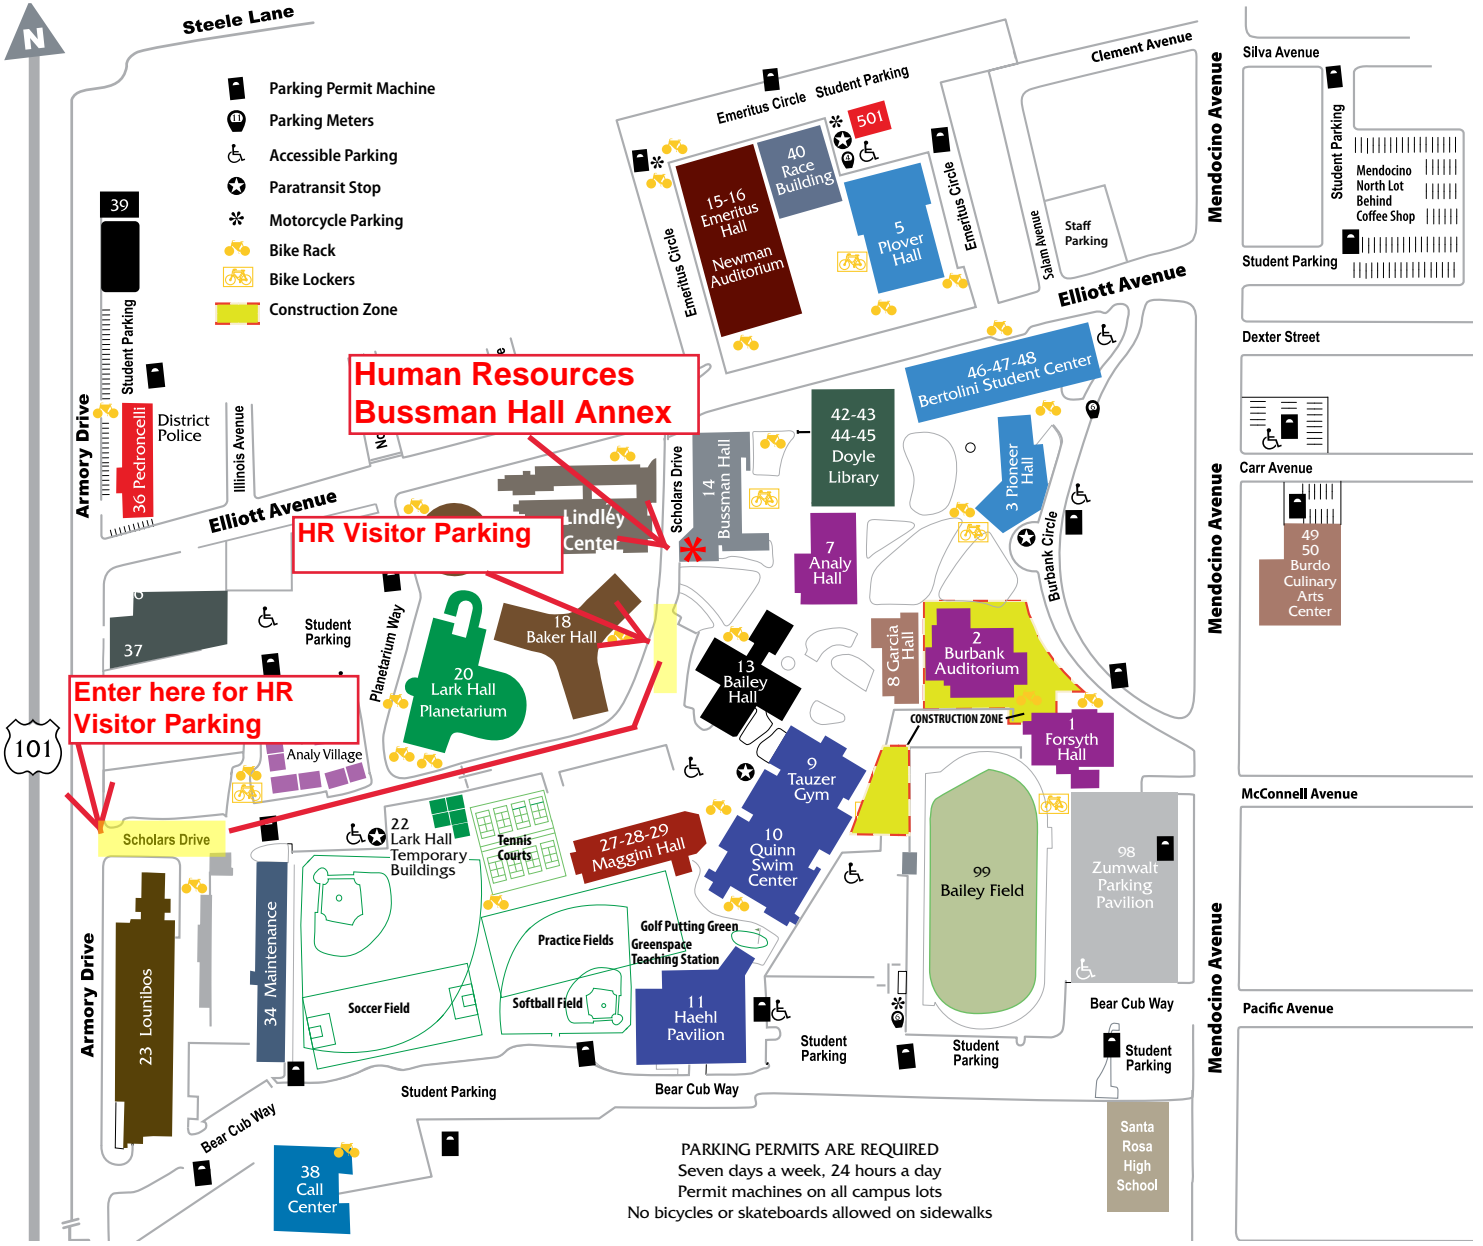 Steele Lane
N
Parking Permit Machine
11
Parking Meters
Accessible Parking
Paratransit Stop
Motorcycle Parking
Bike Rack
Bike Lockers
Construction Zone
Emeritus Circle
Student Parking
Clement Avenue
Mendocino Avenue
Silva Avenue
Student Parking
Mendocino
North Lot
Behind
Coffee Shop
Student Parking
501
4
40
Race
Building
15-16
Emeritus
Hall
Newman
Auditorium
5
Plover
Hall
Emeritus Circle
Emeritus Circle
Salam Avenue
Staff
Parking
Elliott Avenue
Dexter Street
39
Student Parking
Armory Drive
36 Pedroncelli
District
Police
Illinois Avenue
No
e
Human Resources
Bussman Hall Annex
46-47-48
Bertolini Student Center
42-43
44-45
Doyle
Library
3 Pioneer
Hall
6
Carr Avenue
Mendocino Avenue
49
50
Burdo
Culinary
Arts
Center
Elliott Avenue
Scholars Drive
14
Bussman Hall
Lindley
Center
HR Visitor Parking
7
Analy
Hall
Burbank Circle
6
37
Student
Parking
Planetarium Way
18
Baker Hall
20
Lark Hall
Planetarium
13
Bailey
Hall
8 Garcia
Hall
2
Burbank
Auditorium
CONSTRUCTION ZONE
1
Forsyth
Hall
Enter here for HR
Visitor Parking
101
Analy Village
9
Tauzer
Gym
McConnell Avenue
Scholars Drive
22
Lark Hall
Temporary
Buildings
Tennis
Courts
27-28-29
Maggini Hall
10
Quinn
Swim
Center
99
Bailey Field
98
Zumwalt
Parking
Pavilion
Armory Drive
23 Lounibos
34 Maintenance
Soccer Field
Practice Fields
Softball Field
Golf Putting Green
Greenspace
Teaching Station
11
Haehl
Pavilion
Student
Parking
Student
Parking
Bear Cub Way
Student
Parking
Mendocino Avenue
Pacific Avenue
Bear Cub Way
Student Parking
Bear Cub Way
38
Call
Center
PARKING PERMITS ARE REQUIRED
Seven days a week, 24 hours a day
Permit machines on all campus lots
No bicycles or skateboards allowed on sidewalks
Santa
Rosa
High
School